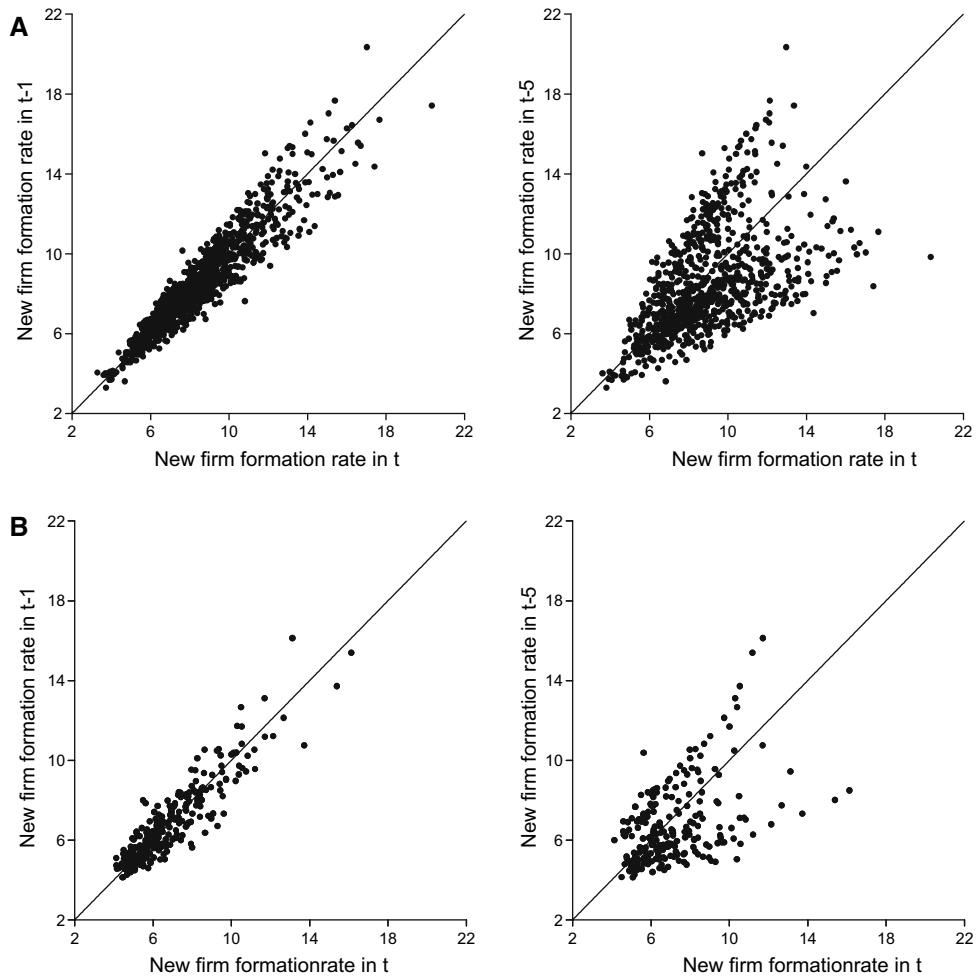 A
22
18
14
10
6
2
New firm formation rate in t-1
2 6 10 14 18 22
New firm formation rate in t
22
18
14
10
6
2
New firm formation rate in t-5
2 6 10 14 18 22
New firm formation rate in t
B
22
18
14
10
6
2
New firm formation rate in t-1
2 6 10 14 18 22
New firm formationrate in t
22
18
14
10
6
2
New firm formation rate in t-5
2 6 10 14 18 22
New firm formationrate in t